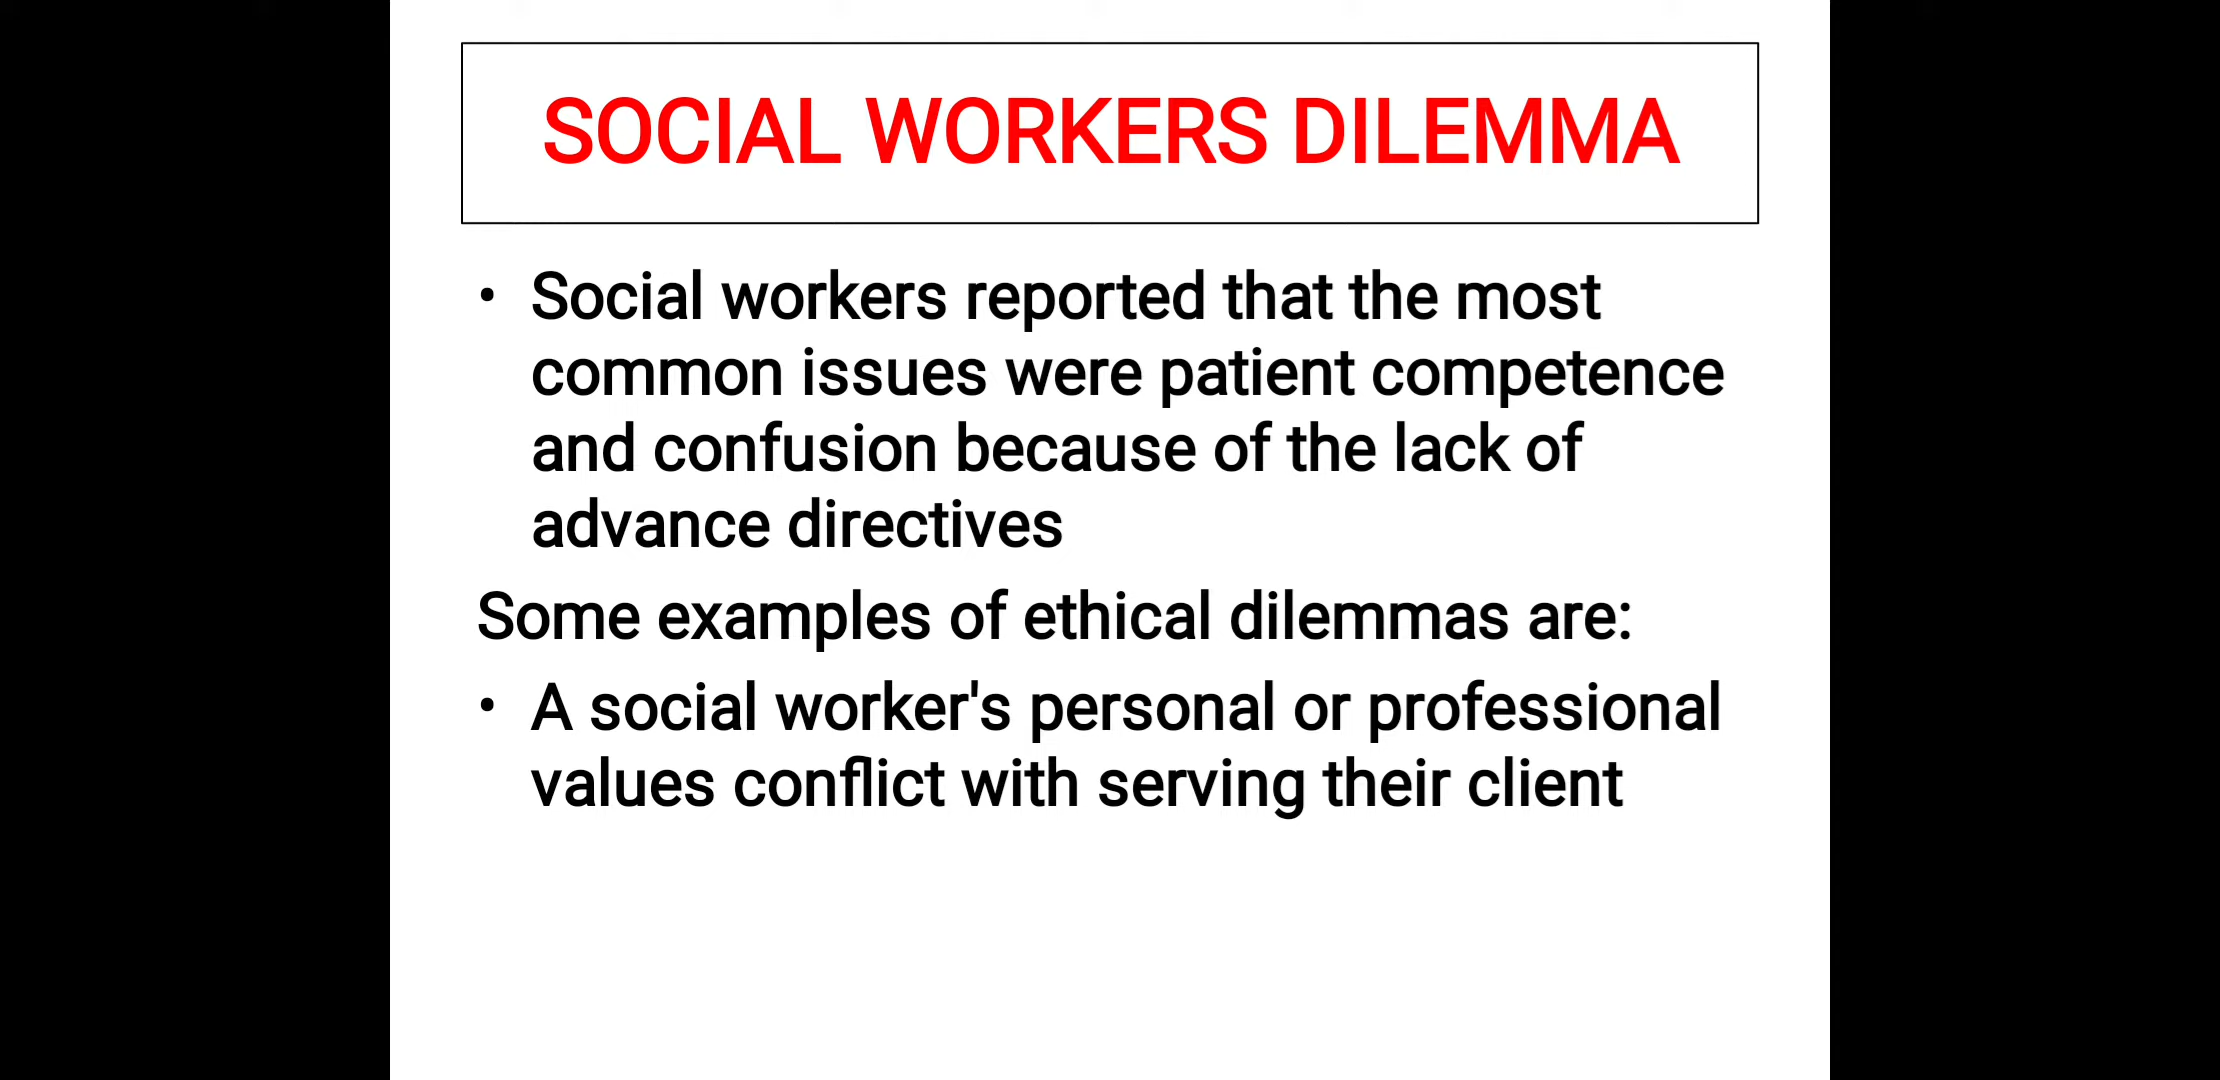 SOCIAL WORKERS DILEMMA
• Social workers reported that the most
common issues were patient competence
and confusion because of the lack of
advance directives
Some examples of ethical dilemmas are:
• A social worker's personal or professional
values conflict with serving their client